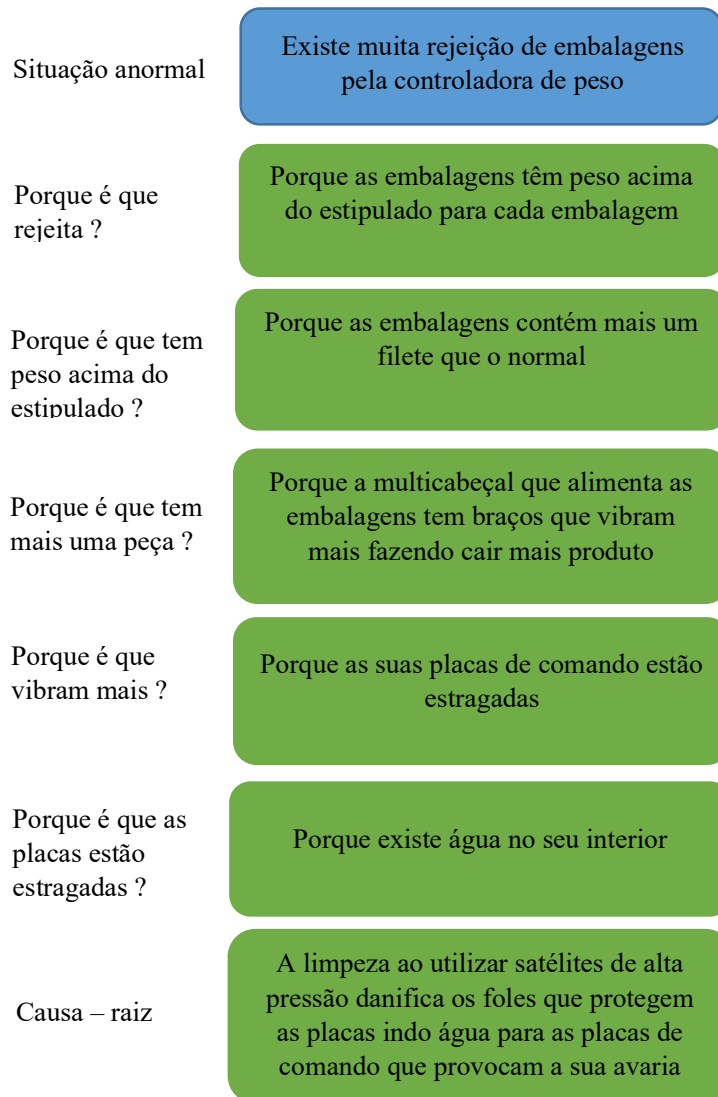 Situação anormal
Existe muita rejeição de embalagens
pela controladora de peso
Porque é que
rejeita ?
Porque as embalagens têm peso acima
do estipulado para cada embalagem
Porque é que tem
peso acima do
estipulado ?
Porque as embalagens contém mais um
filete que o normal
Porque é que tem
mais uma peça ?
Porque a multicabeçal que alimenta as
embalagens tem braços que vibram
mais fazendo cair mais produto
Porque é que
vibram mais ?
Porque as suas placas de comando estão
estragadas
Porque é que as
placas estão
estragadas ?
Porque existe água no seu interior
Causa – raiz
A limpeza ao utilizar satélites de alta
pressão danifica os foles que protegem
as placas indo água para as placas de
comando que provocam a sua avaria